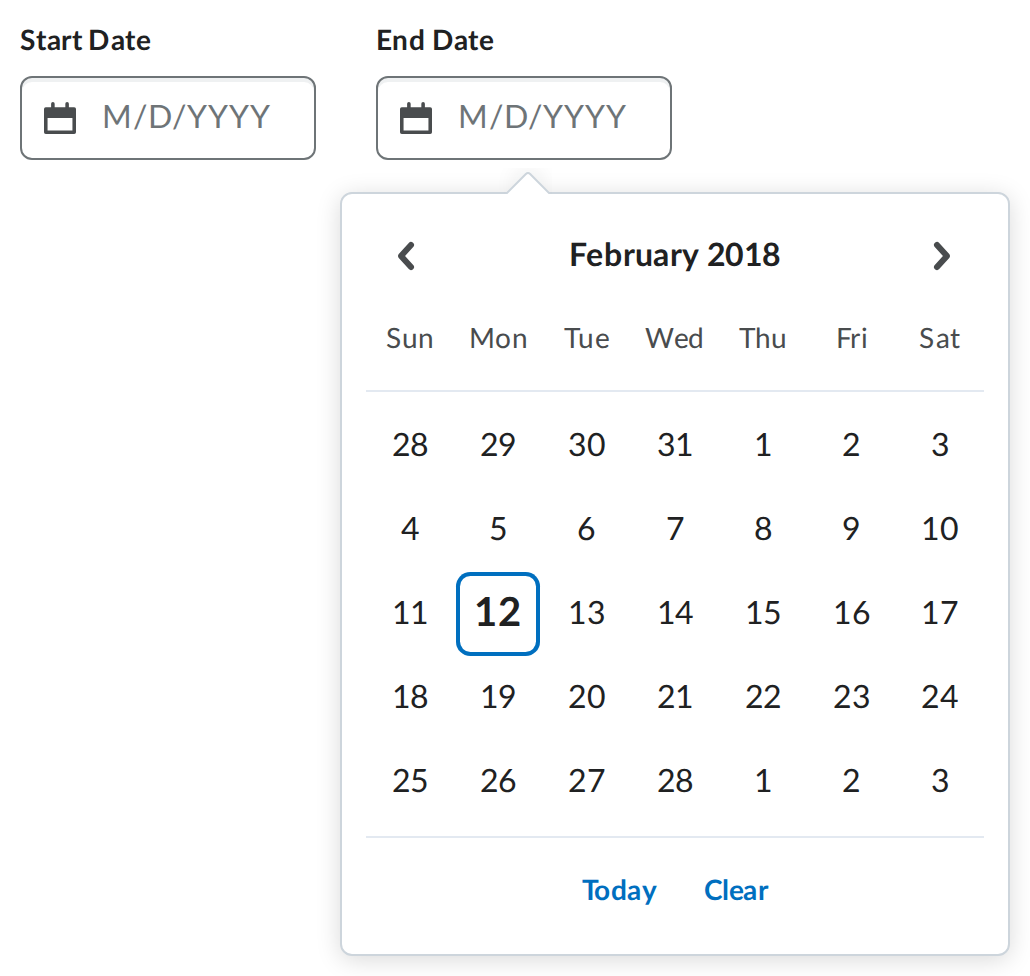 Start Date End Date
M/D/YYYY M/D/YYYY
February 2018
Sun Mon Tue Wed Thu Fri Sat
28 29 30 31 1 2 3
4 5 6 7 8 9 10
11 12 13 14 15 16 17
18 19 20 21 22 23 24
25 26 27 28 1 2 3
Today Clear